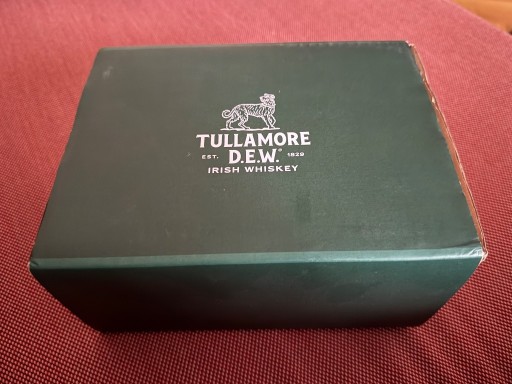 TULLAMORE
EST. D.E.W.® 1829
IRISH WHISKEY